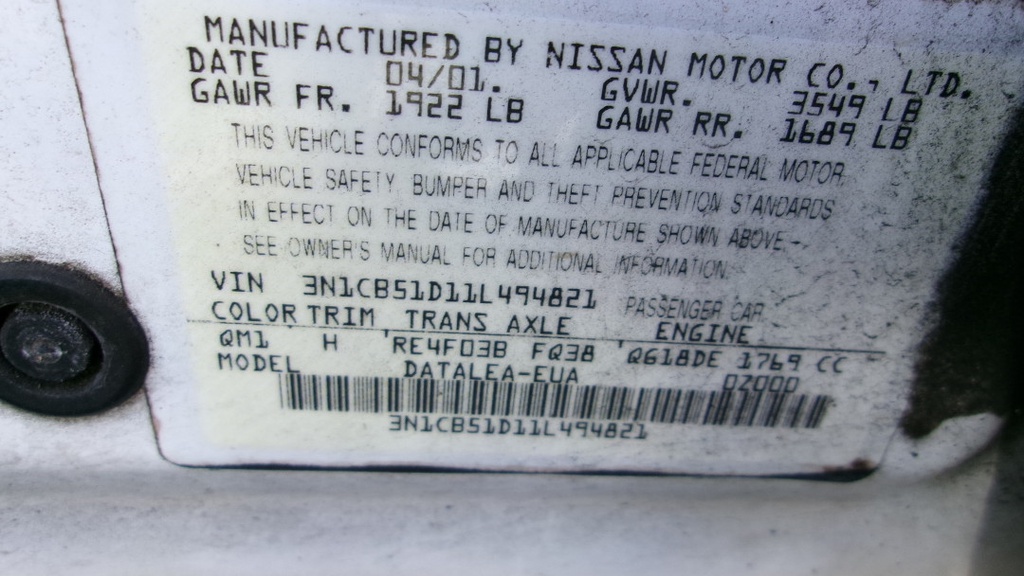 MANUFACTURED BY NISSAN MOTOR CO., LTD.
DATE 04/01. GVWR. 3549 LB
GAWR FR. 1922 LB GAWR RR. 1689 LB
THIS VEHICLE CONFORMS TO ALL APPLICABLE FEDERAL MOTOR
VEHICLE SAFETY, BUMPER AND THEFT PREVENTION STANDARDS
IN EFFECT ON THE DATE OF MANUFACTURE SHOWN ABOVE.
SEE OWNER'S MANUAL FOR ADDITIONAL INFORMATION.
VIN 3N1CB51D11L494821 PASSENGER CAR
COLOR TRIM TRANS AXLE ENGINE
QM1 H RE4F03B FQ38 QG18DE 1769 CC
MODEL DATALEA-EUA 0Z000
3N1CB51D11L494821